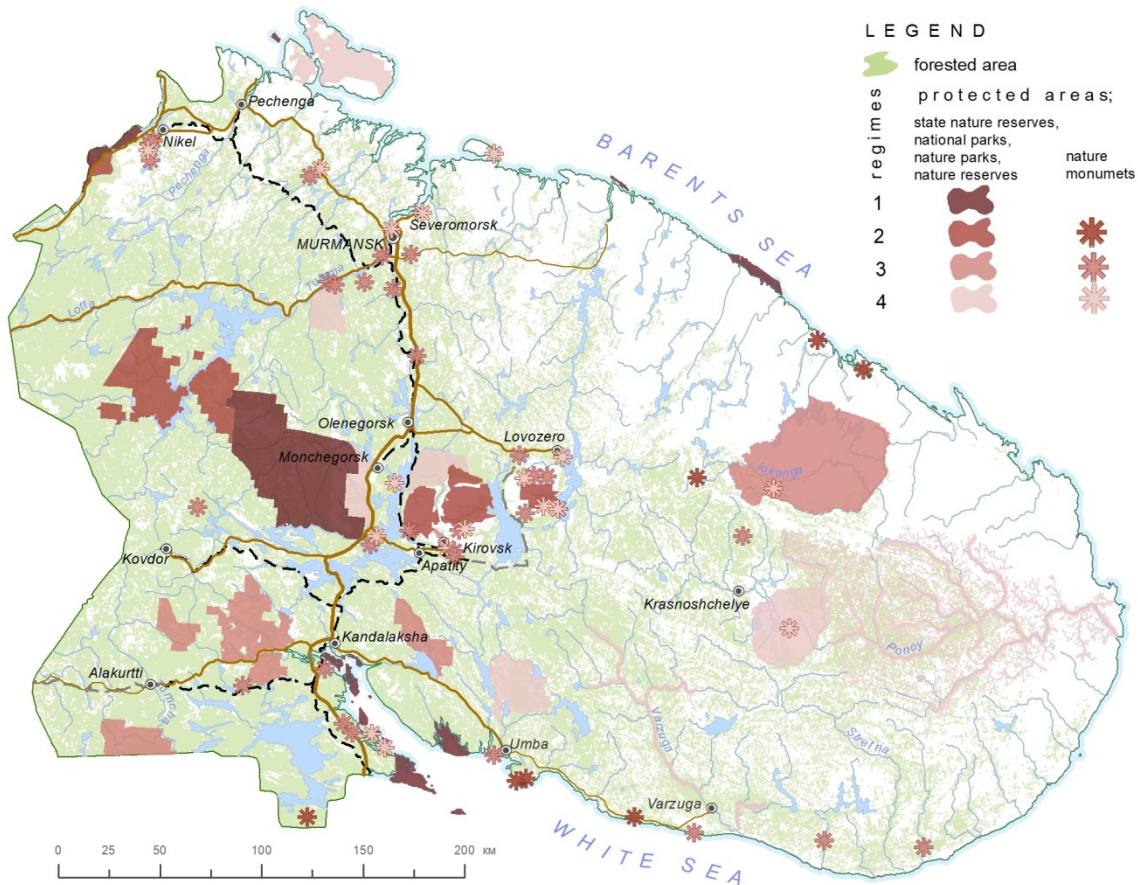 LEGEND
forested area
regimes
protected areas;
state nature reserves,
national parks,
nature parks,
nature reserves
nature
monumets
1
2
3
4
BARENTS SEA
Pechenga
Nikel
Pechenga
Severomorsk
MURMANSK
Tuloma
Lotta
Olenegorsk
Lovozero
Monchegorsk
Iokanga
Kovdor
Kirovsk
Apatity
Krasnoshchelye
Kandalaksha
Ponoy
Alakurtti
Varzuga
Umba
Strelna
Varzuga
WHITE SEA
0 25 50 100 150 200 КМ